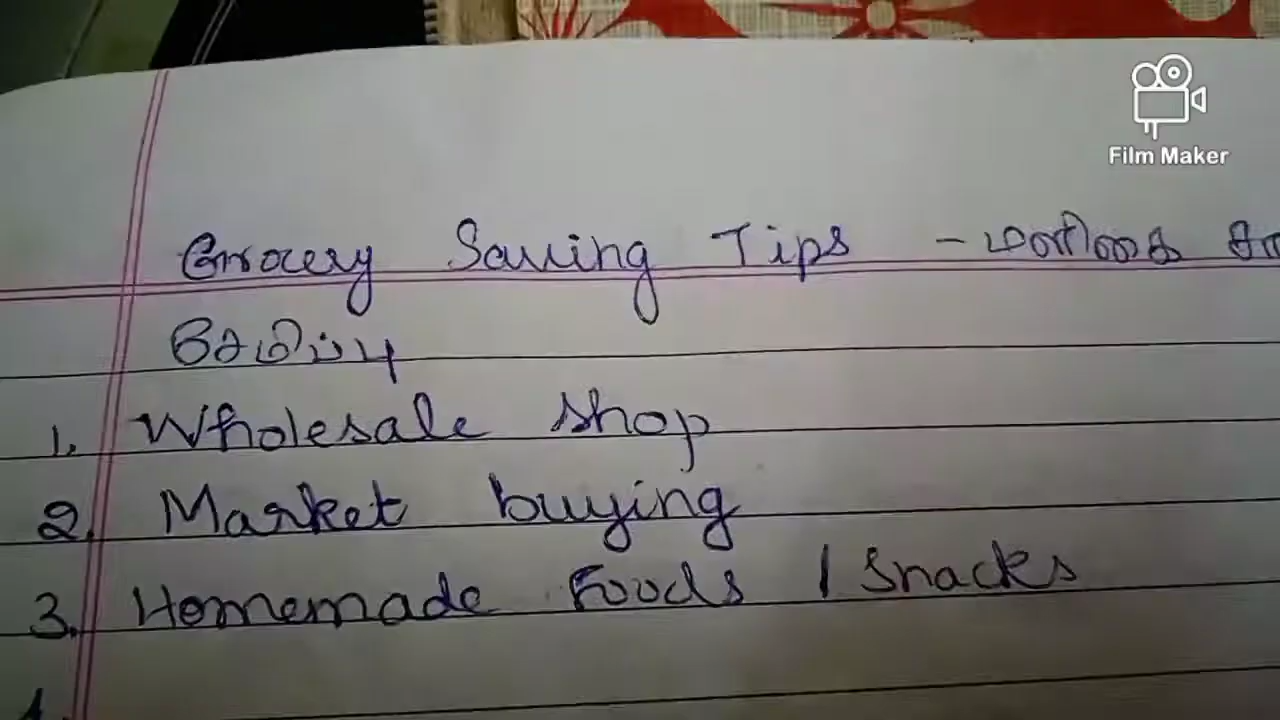 Grocery Saving Tips - மளிகை
சேமிப்பு
1. Wholesale shop
2. Market buying
3. Homemade Foods / Snacks
Film Maker